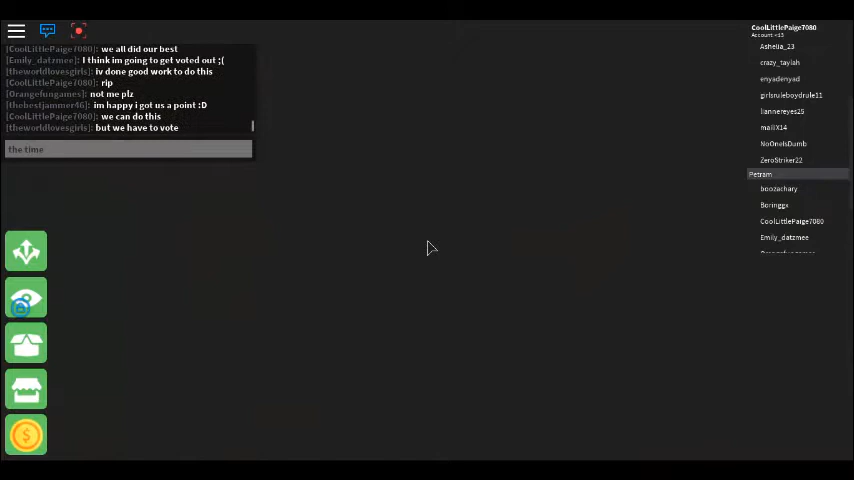 [CoolLittlePaige7080]: we all did our best
[Emily_datzmee]: I think im going to get voted out ;(
[theworldlovesgirls]: iv done good work to do this
[CoolLittlePaige7080]: rip
[Orangefungames]: not me plz
[thebestjammer46]: im happy i got us a point :D
[CoolLittlePaige7080]: we can do this
[theworldlovesgirls]: but we have to vote
the time
CoolLittlePaige7080
Account <13
Ashelia_23
crazy_taylah
enyadenyad
girlsruleboydrule11
liannereyes25
mailiX14
NoOneIsDumb
ZeroStriker22
Petram
boozachary
Boringgx
CoolLittlePaige7080
Emily_datzmee